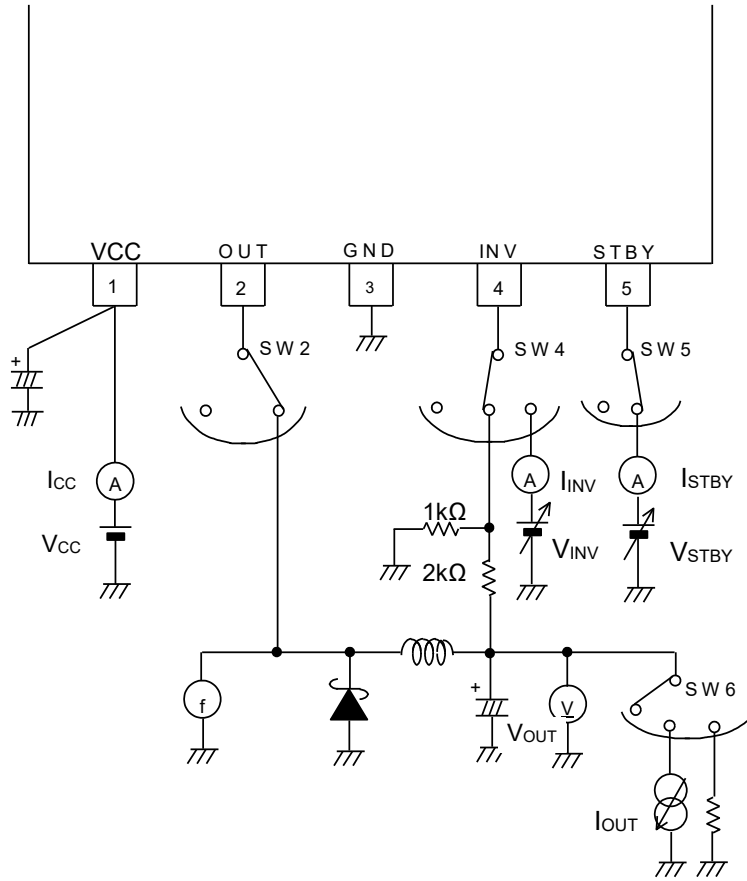 VCC OUT GND INV STBY
1 2 3 4 5
SW2 SW4 SW5
+
ICC A
A IINV A ISTBY
VCC
1kΩ VINV VSTBY
2kΩ
SW6
f + VOUT V
IOUT